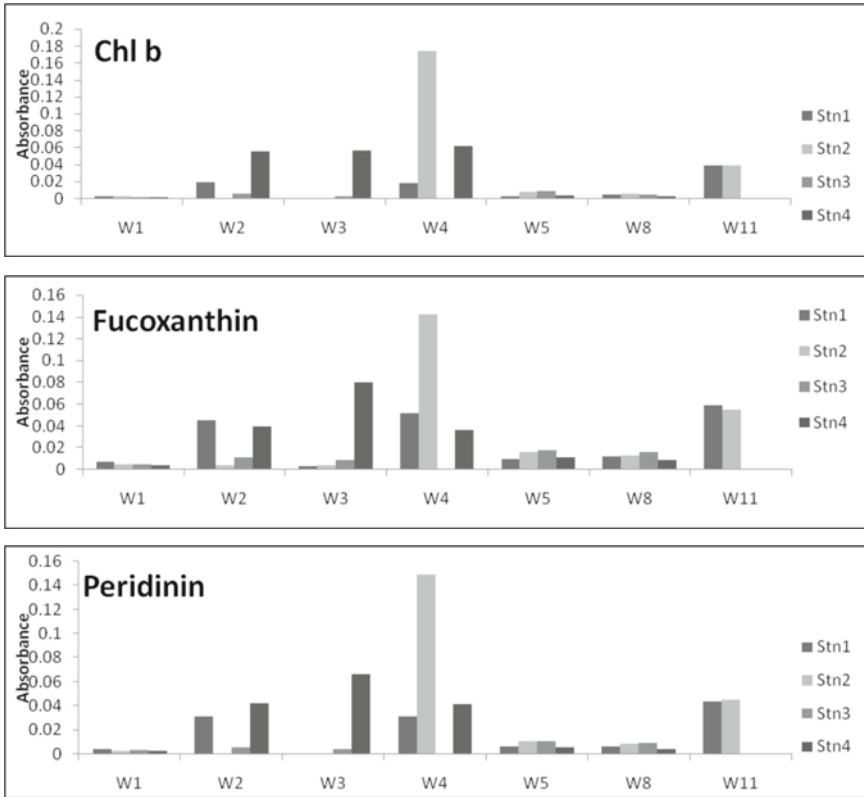 Chl b
Absorbance
0.2
0.18
0.16
0.14
0.12
0.1
0.08
0.06
0.04
0.02
0
W1 W2 W3 W4 W5 W8 W11
Stn1
Stn2
Stn3
Stn4
Fucoxanthin
Absorbance
0.16
0.14
0.12
0.1
0.08
0.06
0.04
0.02
0
W1 W2 W3 W4 W5 W8 W11
Stn1
Stn2
Stn3
Stn4
Peridinin
Absorbance
0.16
0.14
0.12
0.1
0.08
0.06
0.04
0.02
0
W1 W2 W3 W4 W5 W8 W11
Stn1
Stn2
Stn3
Stn4